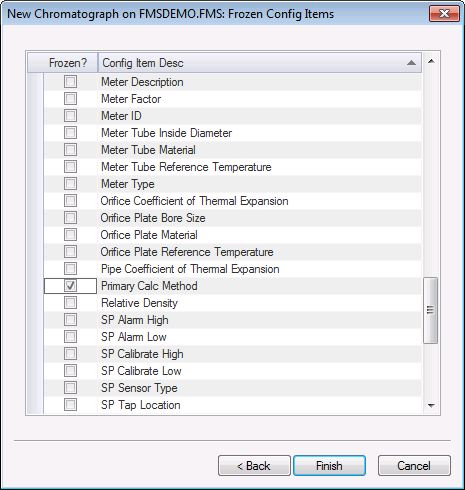 New Chromatograph on FMSDEMO.FMS: Frozen Config Items
Frozen? Config Item Desc
Meter Description
Meter Factor
Meter ID
Meter Tube Inside Diameter
Meter Tube Material
Meter Tube Reference Temperature
Meter Type
Orifice Coefficient of Thermal Expansion
Orifice Plate Bore Size
Orifice Plate Material
Orifice Plate Reference Temperature
Pipe Coefficient of Thermal Expansion
Primary Calc Method
Relative Density
SP Alarm High
SP Alarm Low
SP Calibrate High
SP Calibrate Low
SP Sensor Type
SP Tap Location
< Back Finish Cancel